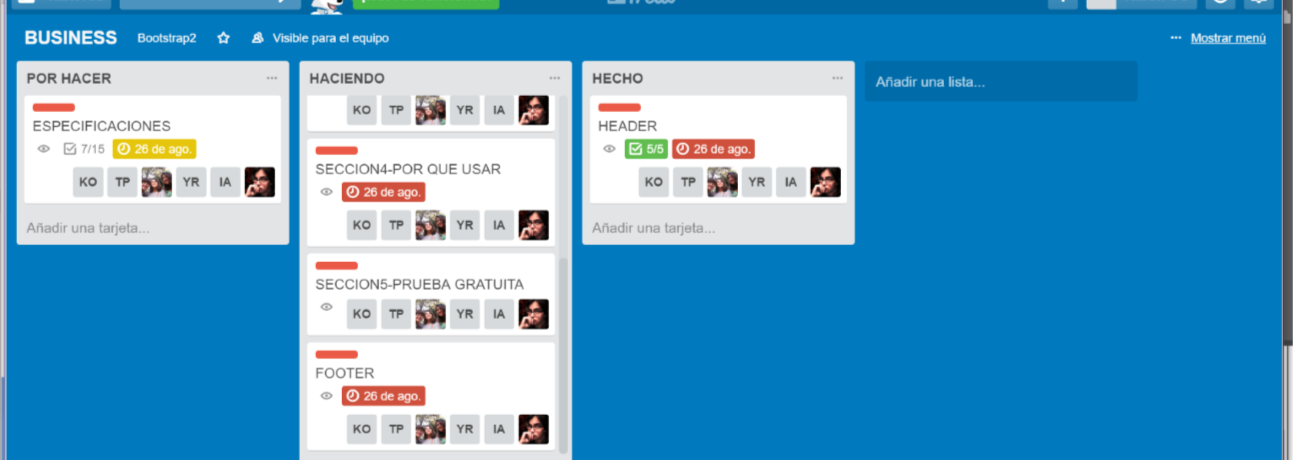 BUSINESS Bootstrap2 Visible para el equipo ... Mostrar menú
POR HACER ...
ESPECIFICACIONES
7/15 26 de ago.
KO TP YR IA
Añadir una tarjeta...
HACIENDO ...
KO TP YR IA
SECCION4-POR QUE USAR
26 de ago.
KO TP YR IA
SECCION5-PRUEBA GRATUITA
KO TP YR IA
FOOTER
26 de ago.
KO TP YR IA
HECHO ...
HEADER
5/5 26 de ago.
KO TP YR IA
Añadir una tarjeta...
Añadir una lista...